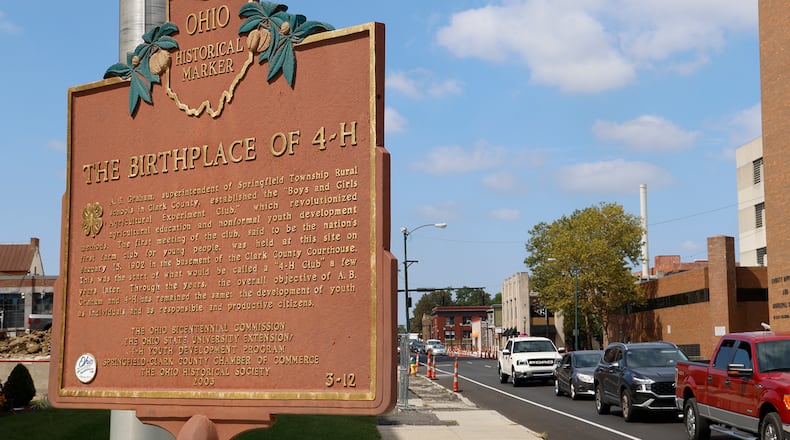 OHIO
HISTORICAL
MARKER
THE BIRTHPLACE OF 4-H
A. B. Graham, superintendent of Springfield Township Rural
Schools in Clark County, established the "Boys and Girls
Agricultural Experiment Club," which revolutionized
agricultural education and nonformal youth development
methods. The first meeting of the club, said to be the nation's
first farm club for young people, was held at this site on
January 15, 1902 in the basement of the Clark County Courthouse.
This was the start of what would be called a "4-H Club" a few
years later. Through the years, the overall objective of A. B.
Graham and 4-H has remained the same: the development of youth
as individuals and as responsible and productive citizens.
THE OHIO BICENTENNIAL COMMISSION
THE OHIO STATE UNIVERSITY EXTENSION/
4-H YOUTH DEVELOPMENT PROGRAM
SPRINGFIELD-CLARK COUNTY CHAMBER OF COMMERCE
THE OHIO HISTORICAL SOCIETY
2003
3-12
Ohio